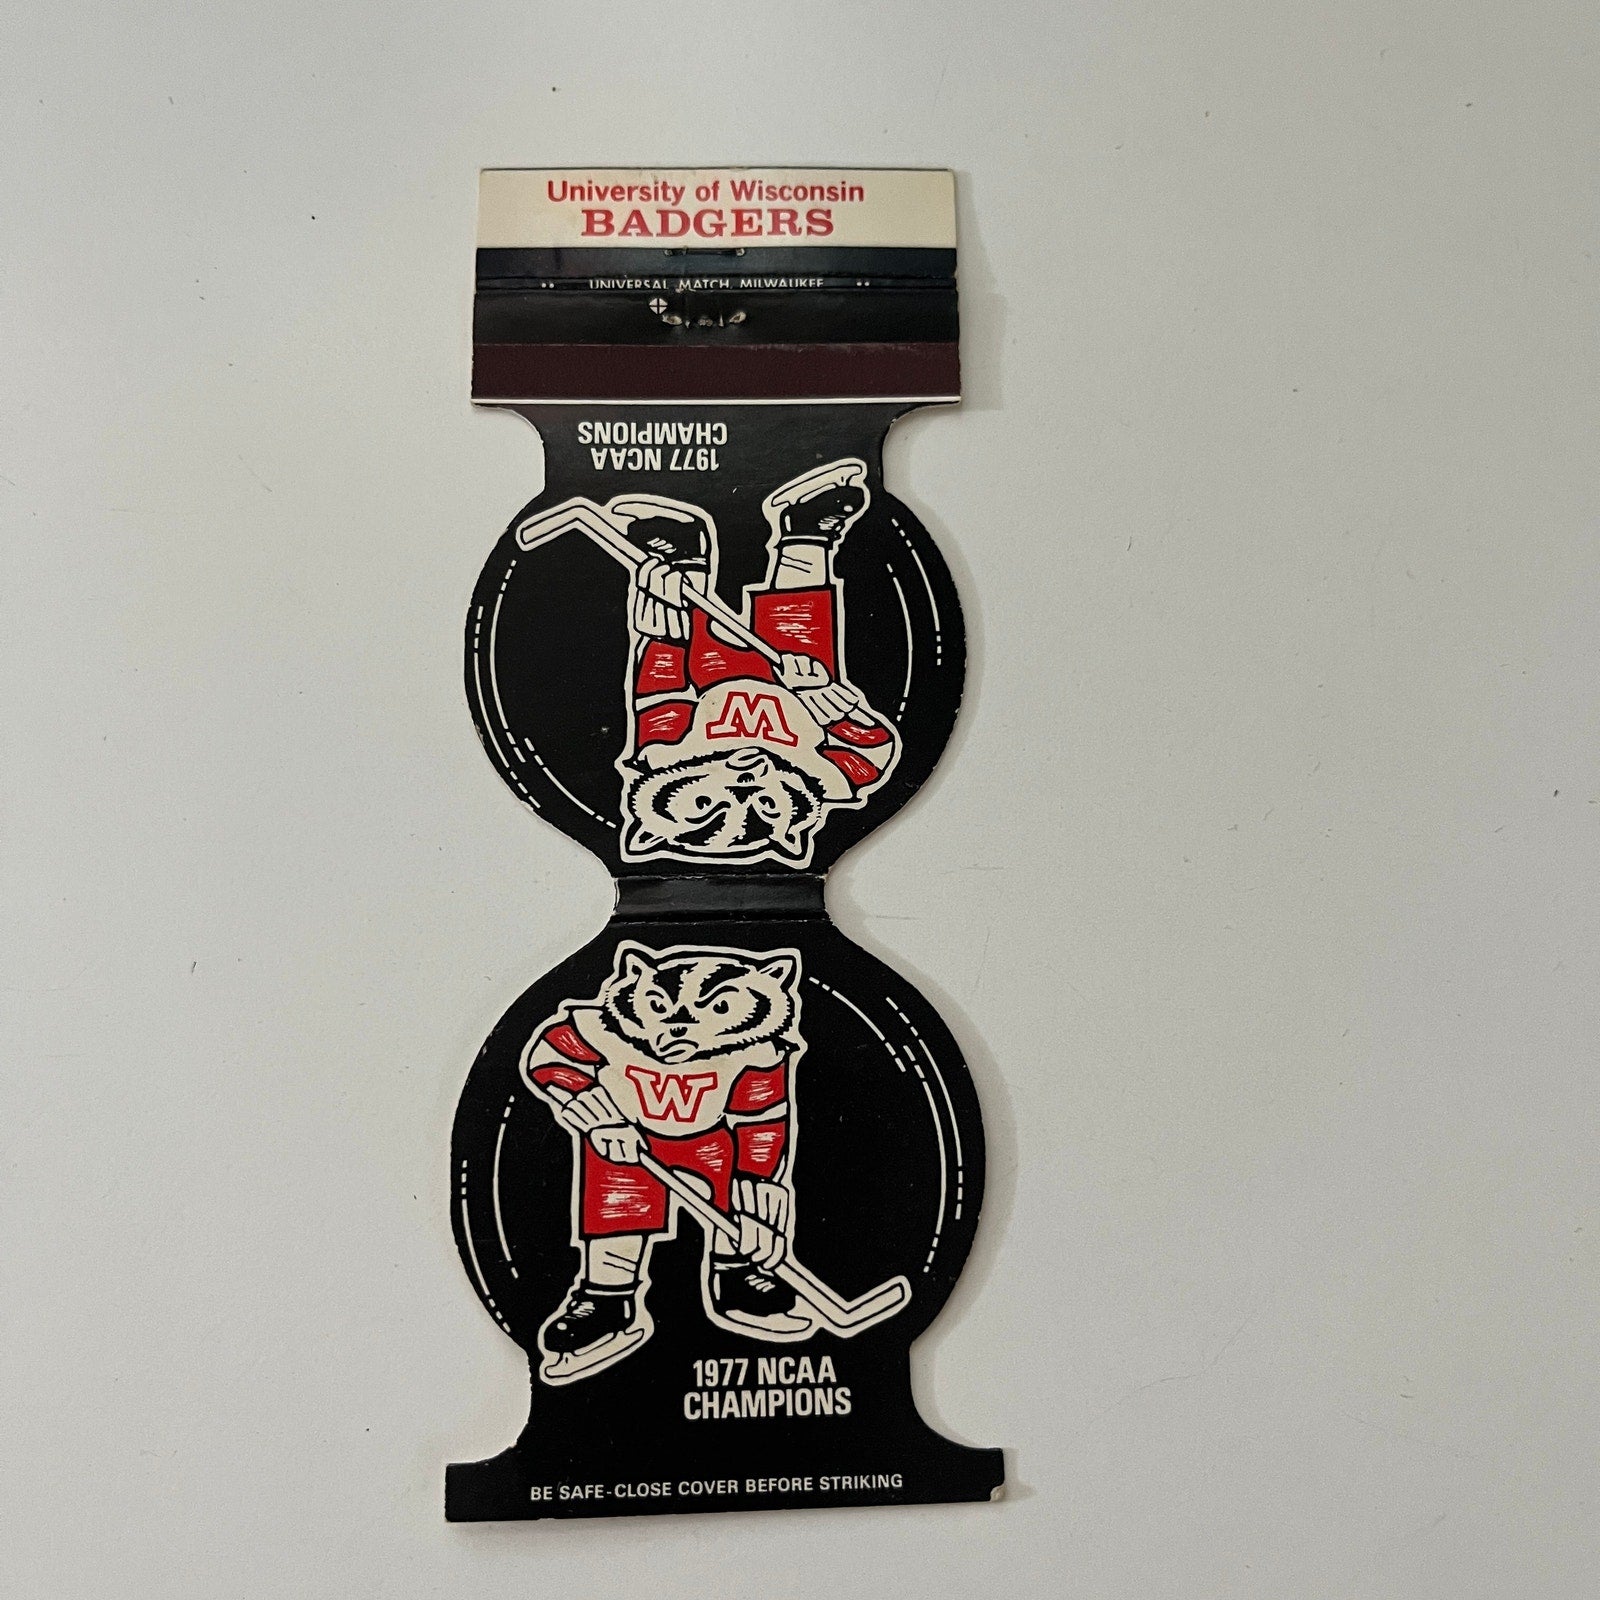 University of Wisconsin
BADGERS
UNIVERSAL MATCH, MILWAUKEE
1977 NCAA
CHAMPIONS
W
W
1977 NCAA
CHAMPIONS
BE SAFE-CLOSE COVER BEFORE STRIKING